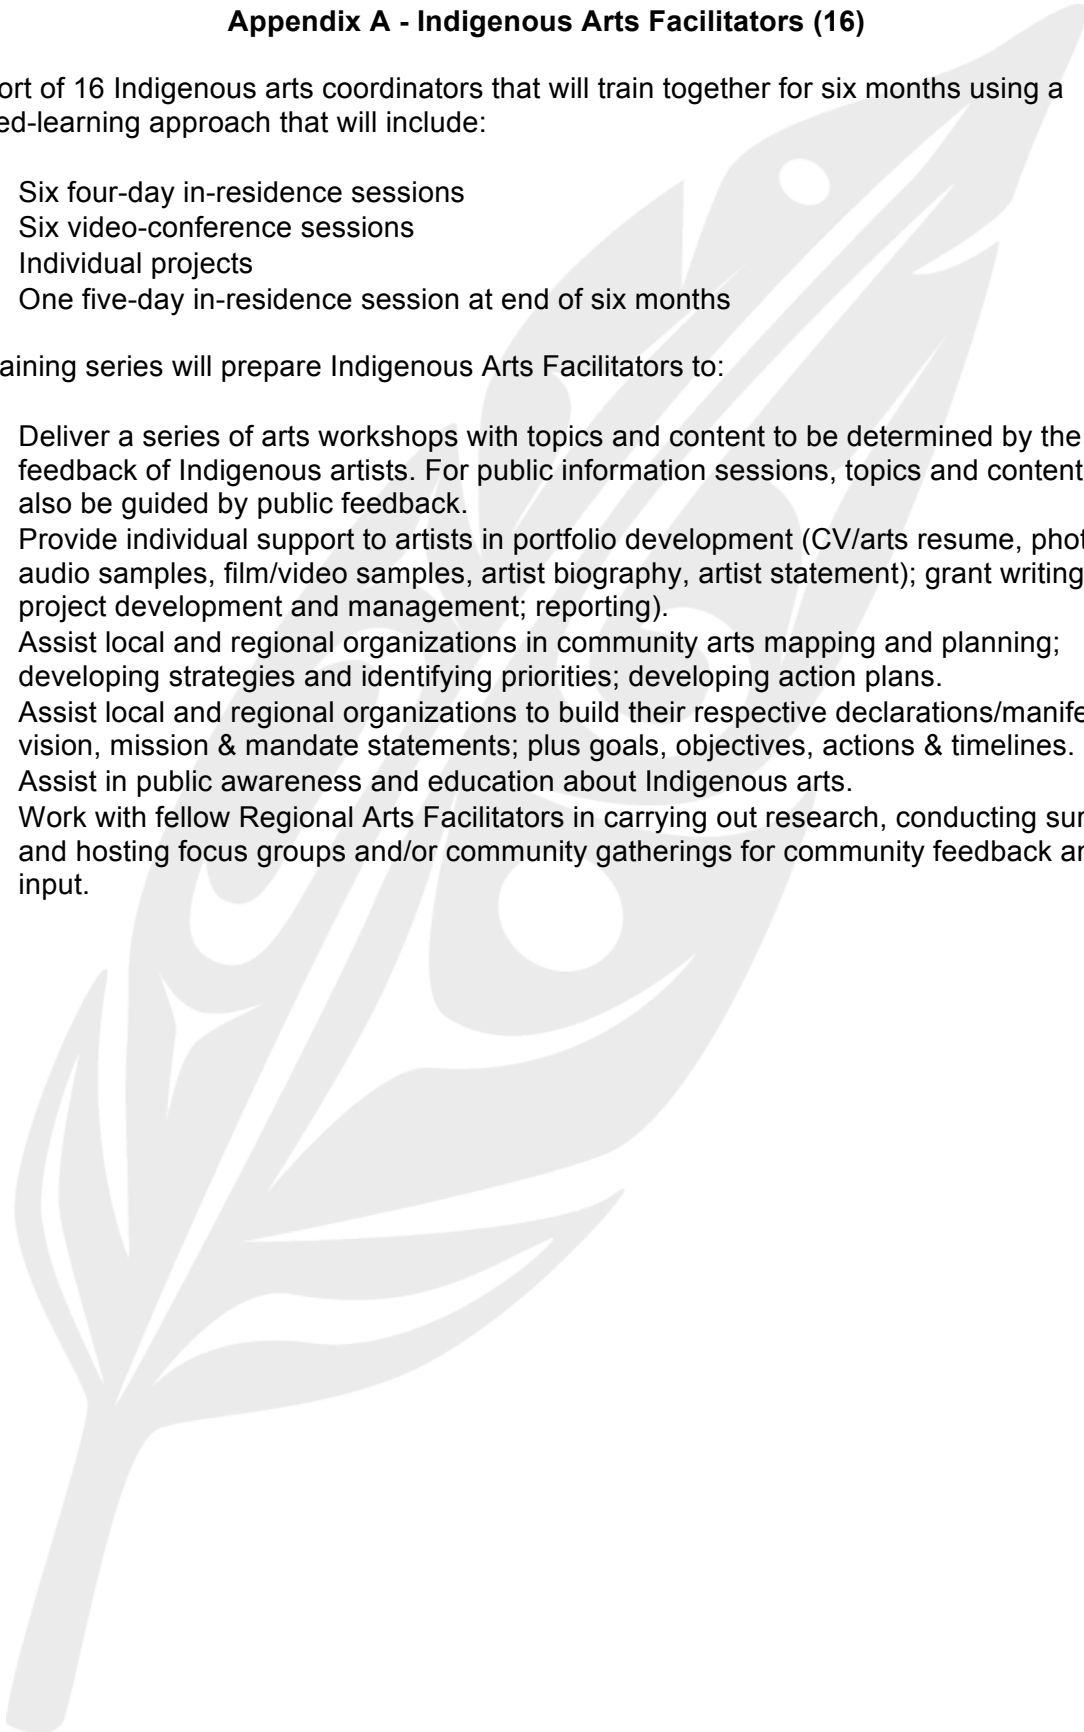 Appendix A - Indigenous Arts Facilitators (16)
ort of 16 Indigenous arts coordinators that will train together for six months using a
ed-learning approach that will include:
Six four-day in-residence sessions
Six video-conference sessions
Individual projects
One five-day in-residence session at end of six months
aining series will prepare Indigenous Arts Facilitators to:
Deliver a series of arts workshops with topics and content to be determined by the
feedback of Indigenous artists. For public information sessions, topics and content
also be guided by public feedback.
Provide individual support to artists in portfolio development (CV/arts resume, phot
audio samples, film/video samples, artist biography, artist statement); grant writing
project development and management; reporting).
Assist local and regional organizations in community arts mapping and planning;
developing strategies and identifying priorities; developing action plans.
Assist local and regional organizations to build their respective declarations/manife
vision, mission & mandate statements; plus goals, objectives, actions & timelines.
Assist in public awareness and education about Indigenous arts.
Work with fellow Regional Arts Facilitators in carrying out research, conducting sur
and hosting focus groups and/or community gatherings for community feedback ar
input.